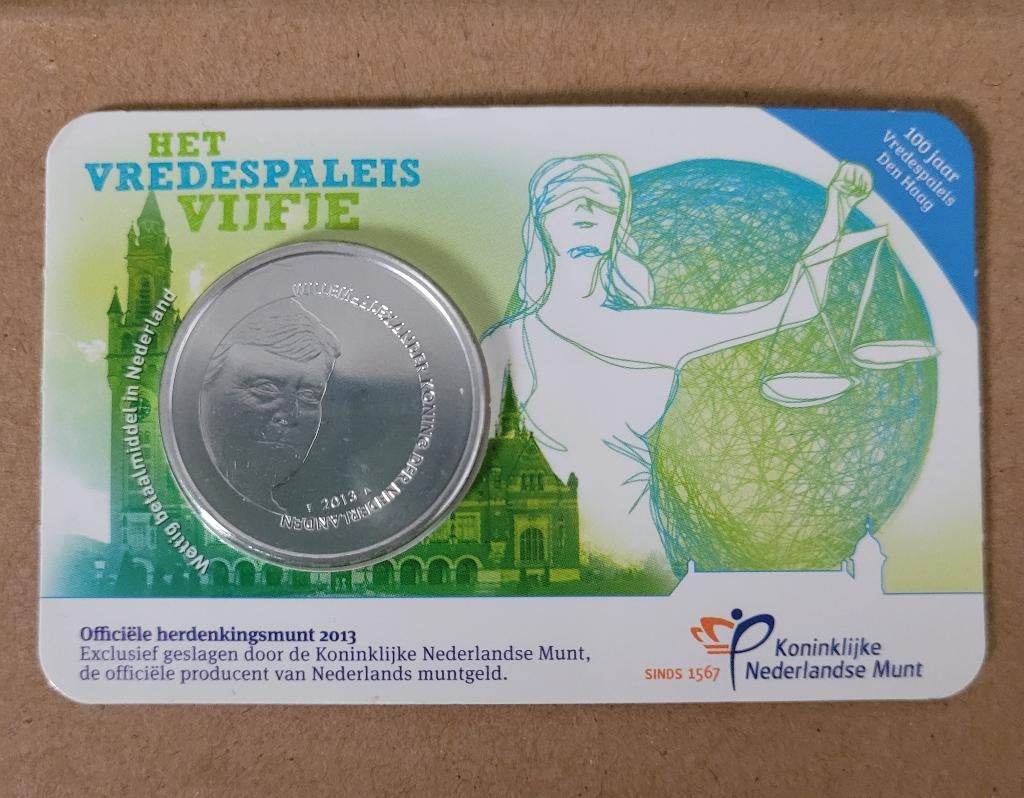 HET
VREDESPALEIS
VIJFJE
100 jaar
Vredespaleis
Den Haag
Wettig betaalmiddel in Nederland
WILLEM-ALEXANDER KONING DER NEDERLANDEN
2013
Officiële herdenkingsmunt 2013
Exclusief geslagen door de Koninklijke Nederlandse Munt,
de officiële producent van Nederlands muntgeld.
SINDS 1567
Koninklijke
Nederlandse Munt